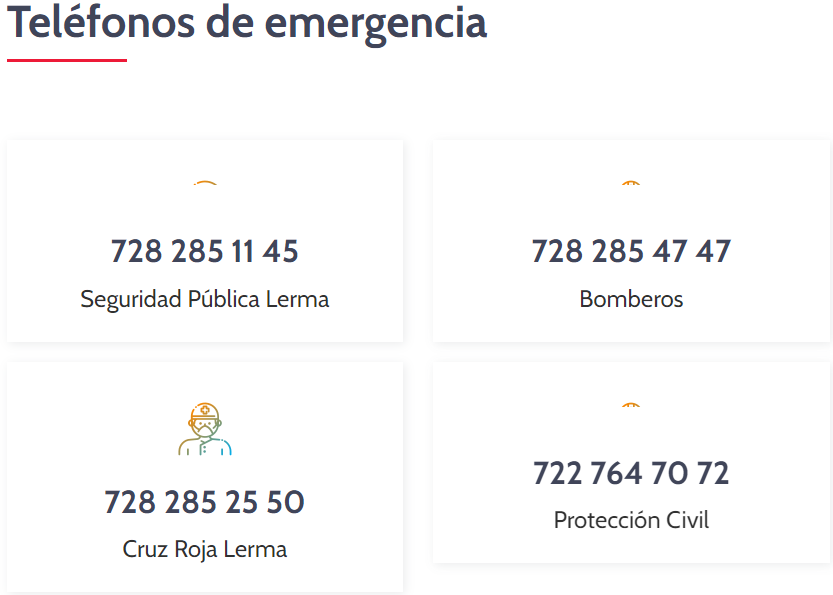 Teléfonos de emergencia
728 285 11 45
Seguridad Pública Lerma
728 285 47 47
Bomberos
728 285 25 50
Cruz Roja Lerma
722 764 70 72
Protección Civil